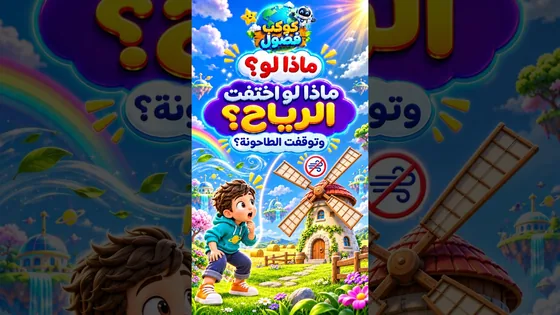 كوكب
فضول
ماذا لو؟
ماذا لو اختفت
الرياح؟
وتوقفت الطاحونة؟